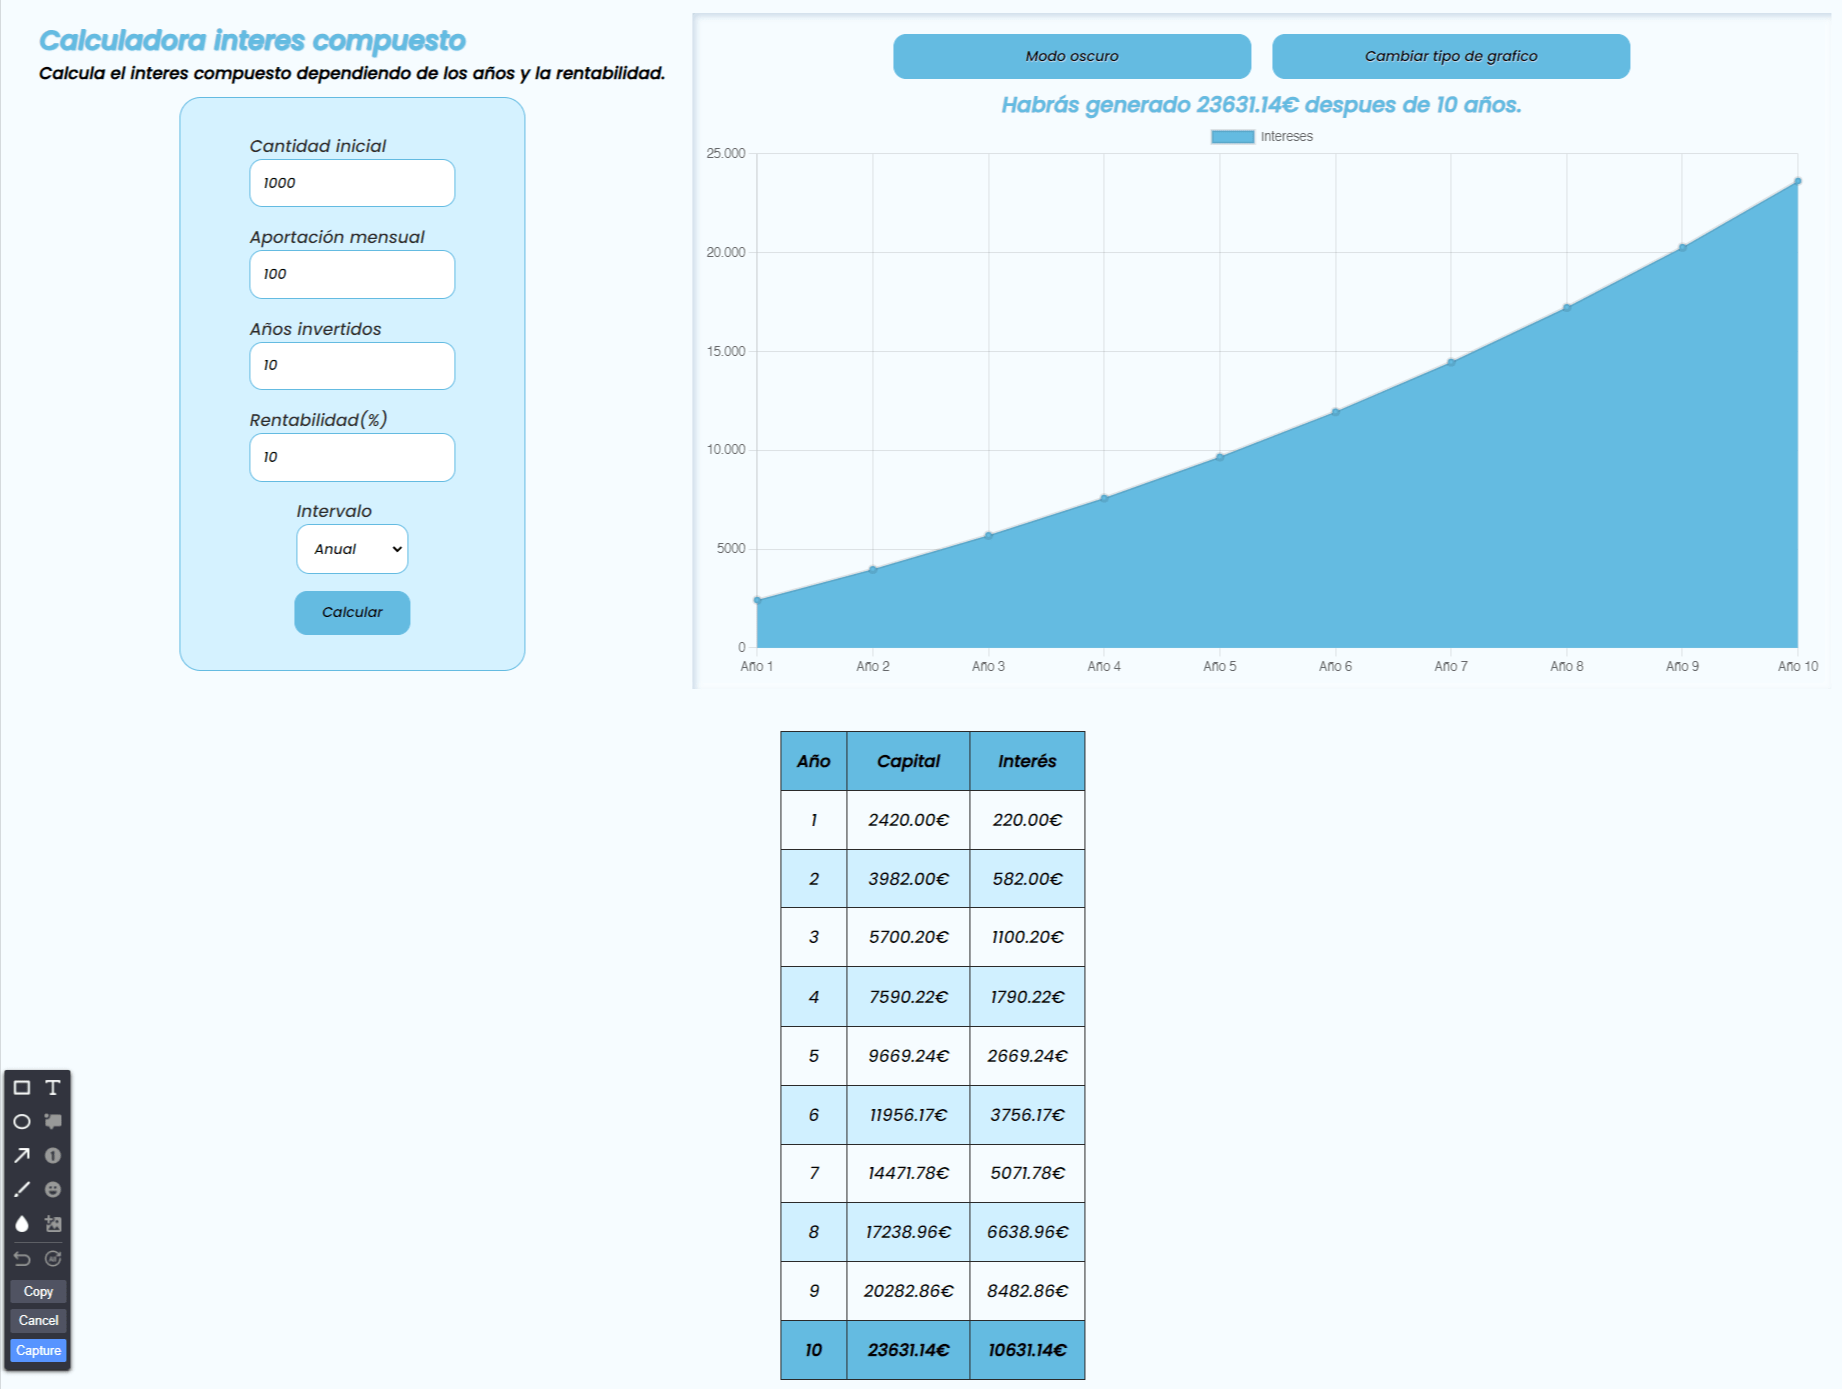 Calculadora interes compuesto
Calcula el interes compuesto dependiendo de los años y la rentabilidad.
Cantidad inicial
1000
Aportación mensual
100
Años invertidos
10
Rentabilidad(%)
10
Intervalo
Anual
Calcular
Modo oscuro
Cambiar tipo de grafico
Habrás generado 23631.14€ despues de 10 años.
Intereses
25.000
20.000
15.000
10.000
5000
0
Año 1 Año 2 Año 3 Año 4 Año 5 Año 6 Año 7 Año 8 Año 9 Año 10
Año Capital Interés
1 2420.00€ 220.00€
2 3982.00€ 582.00€
3 5700.20€ 1100.20€
4 7590.22€ 1790.22€
5 9669.24€ 2669.24€
6 11956.17€ 3756.17€
7 14471.78€ 5071.78€
8 17238.96€ 6638.96€
9 20282.86€ 8482.86€
10 23631.14€ 10631.14€
T
1
Copy
Cancel
Capture